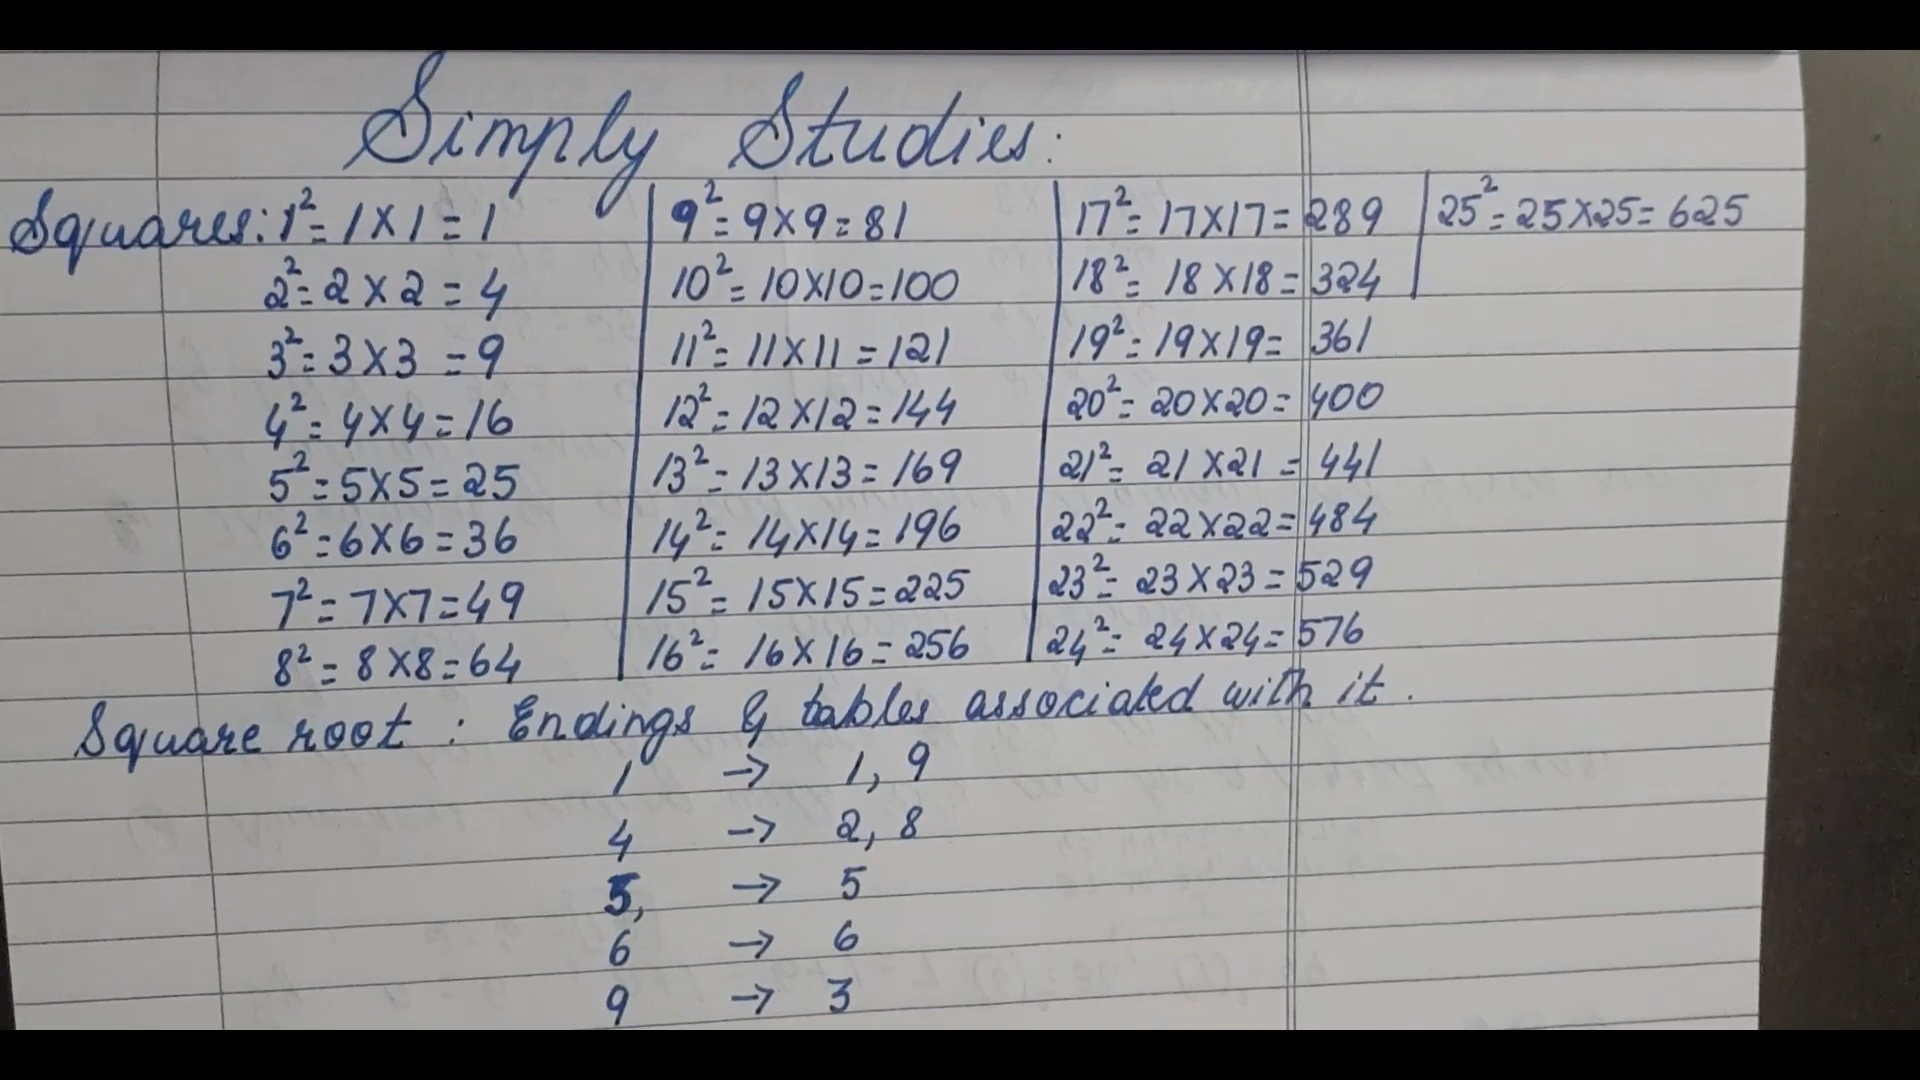 Simply Studies:
Squares: 1² = 1 X 1 = 1
2² = 2 X 2 = 4
3² = 3 X 3 = 9
4² = 4 X 4 = 16
5² = 5 X 5 = 25
6² = 6 X 6 = 36
7² = 7 X 7 = 49
8² = 8 X 8 = 64
9² = 9 X 9 = 81
10² = 10 X 10 = 100
11² = 11 X 11 = 121
12² = 12 X 12 = 144
13² = 13 X 13 = 169
14² = 14 X 14 = 196
15² = 15 X 15 = 225
16² = 16 X 16 = 256
17² = 17 X 17 = 289
18² = 18 X 18 = 324
19² = 19 X 19 = 361
20² = 20 X 20 = 400
21² = 21 X 21 = 441
22² = 22 X 22 = 484
23² = 23 X 23 = 529
24² = 24 X 24 = 576
25² = 25 X 25 = 625
Square root : Endings & tables associated with it.
1 → 1, 9
4 → 2, 8
5, → 5
6 → 6
9 → 3